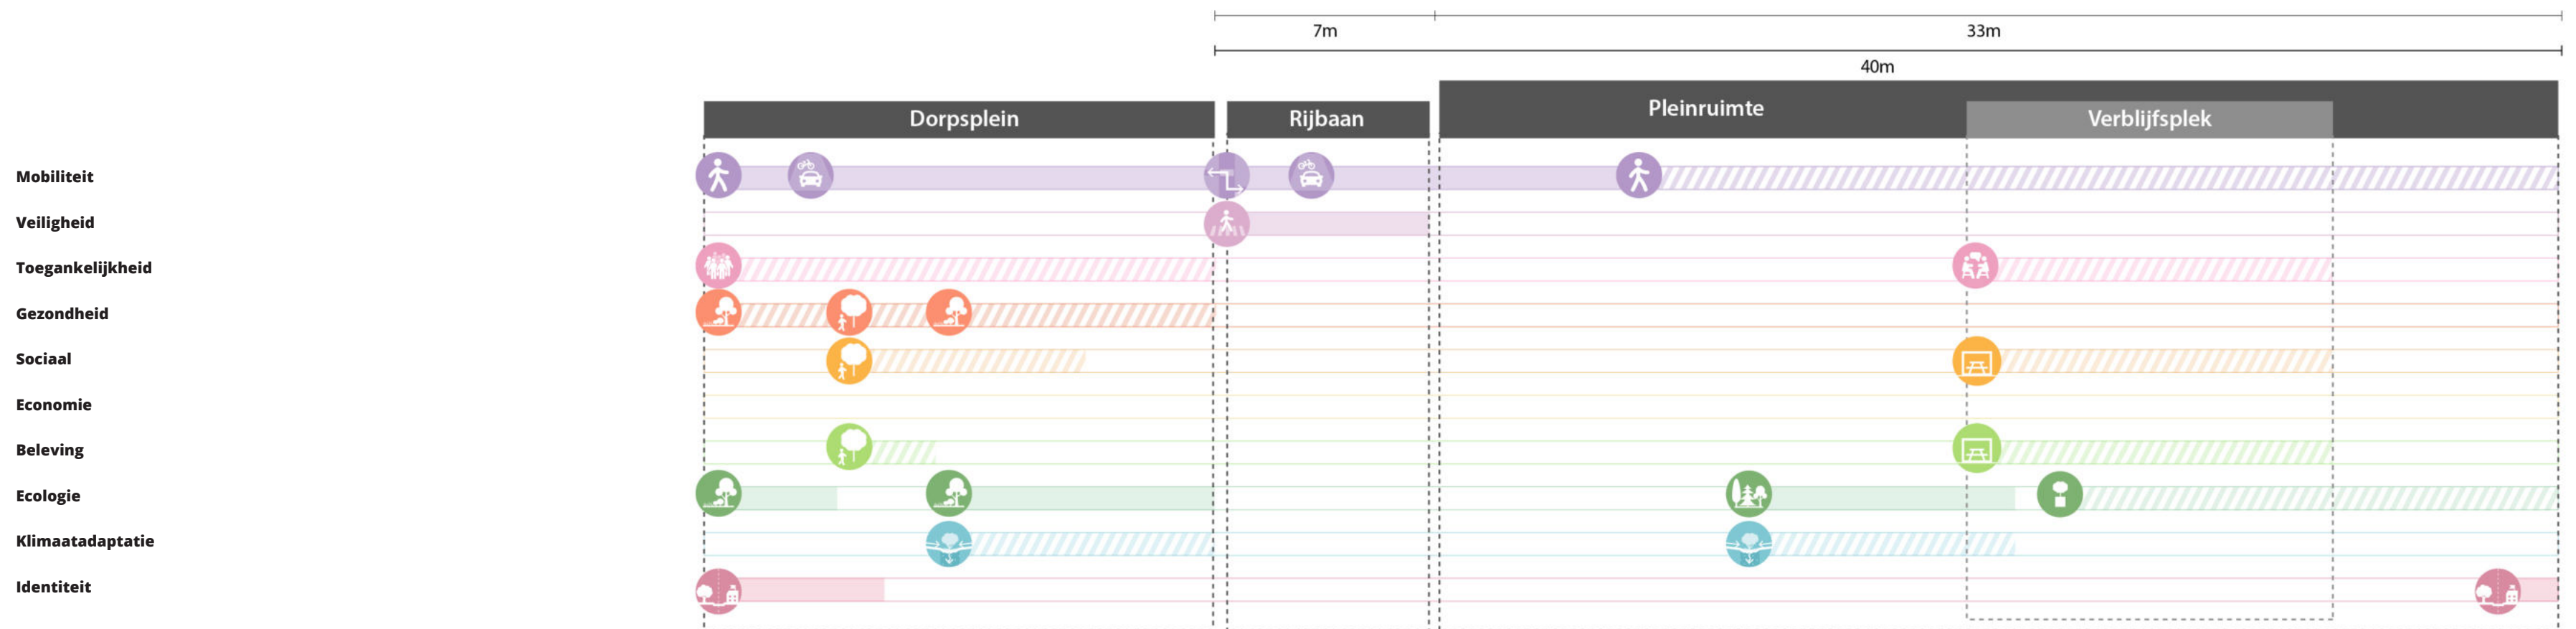 7m
33m
40m
Dorpsplein
Rijbaan
Pleinruimte
Verblijfsplek
Mobiliteit
Veiligheid
Toegankelijkheid
Gezondheid
Sociaal
Economie
Beleving
Ecologie
Klimaatadaptatie
Identiteit